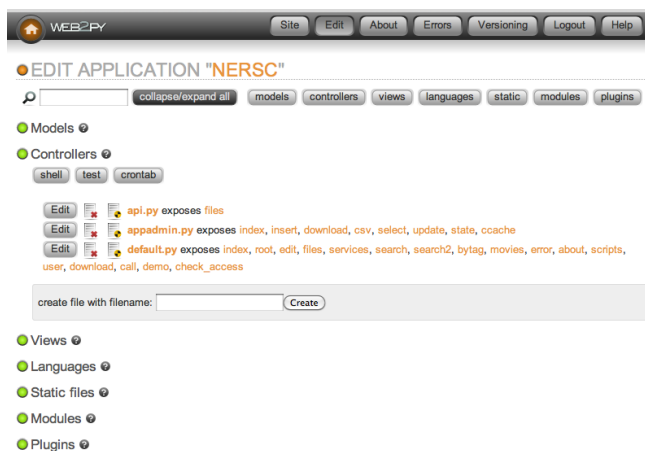 WEB2PY Site Edit About Errors Versioning Logout Help
EDIT APPLICATION "NERSC"
collapse/expand all models controllers views languages static modules plugins
Models
Controllers
shell test crontab
Edit api.py exposes files
Edit appadmin.py exposes index, insert, download, csv, select, update, state, ccache
Edit default.py exposes index, root, edit, files, services, search, search2, bytag, movies, error, about, scripts,
user, download, call, demo, check_access
create file with filename: Create
Views
Languages
Static files
Modules
Plugins